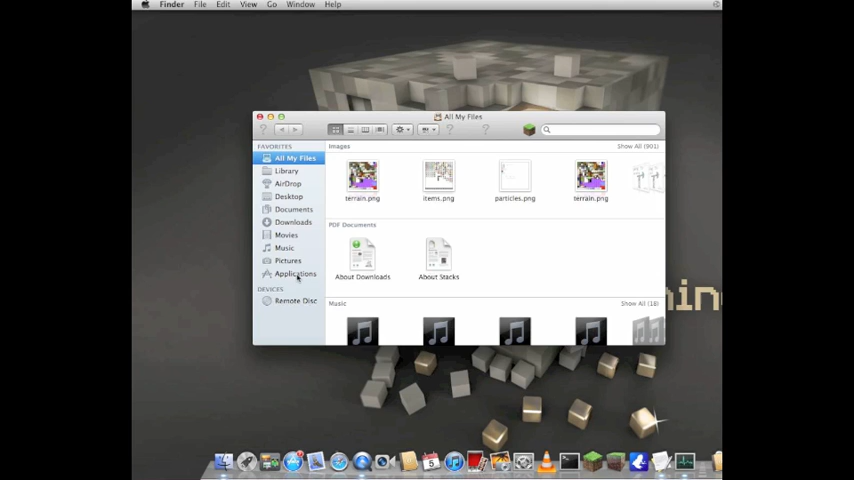 Finder File Edit View Go Window Help
All My Files
FAVORITES
All My Files
Library
AirDrop
Desktop
Documents
Downloads
Movies
Music
Pictures
Applications
DEVICES
Remote Disc
Images
Show All (901)
terrain.png
items.png
particles.png
terrain.png
PDF Documents
About Downloads
About Stacks
Music
Show All (18)
5